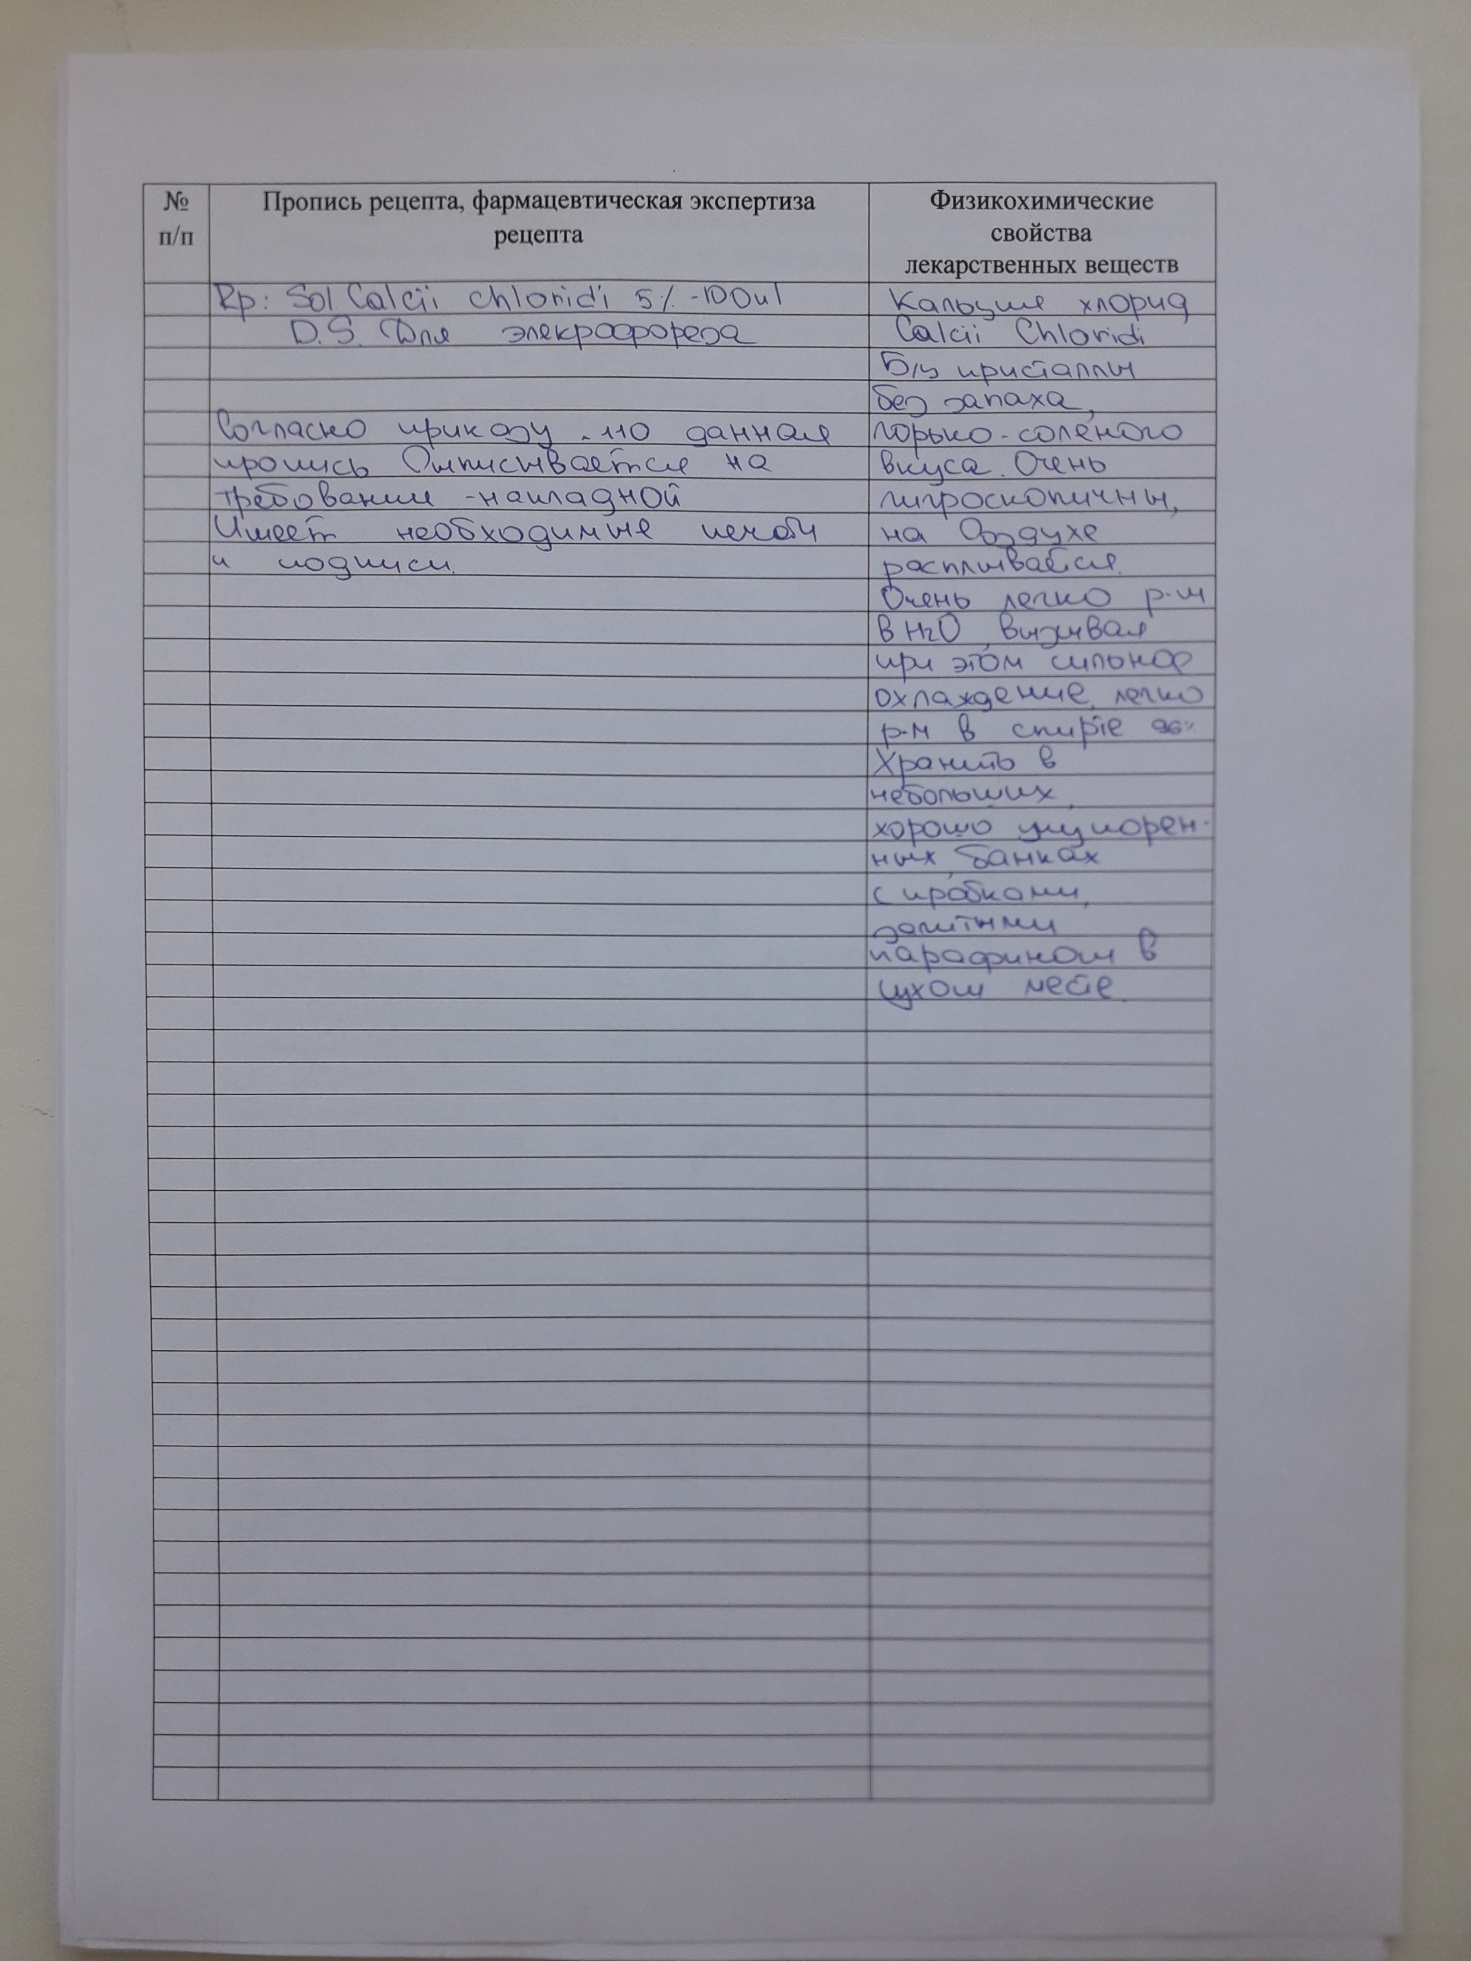 № п/п
Пропись рецепта, фармацевтическая экспертиза
рецепта
Физикохимические
свойства
лекарственных веществ
Rp: Sol Calcii chloridi 5% -100ml
D.S. Для элекрофореза
Согласно приказу .110 данная
пропись Выписывается на
требовании -накладной
Имеет необходимые печати
и подписи.
Кальция хлорид
Calcii Chloridi
Б/ц кристаллы
без запаха,
горько-соленого
вкуса. Очень
гигроскопичны,
на воздухе
расплывается.
Очень легко р-м
в H2O, вызывая
при этом сильное
охлаждение, легко
р-м в спирте 96%
Хранить в
небольших,
хорошо укупорен-
ных банках
с пробками,
залитыми
парафином в
сухом месте.